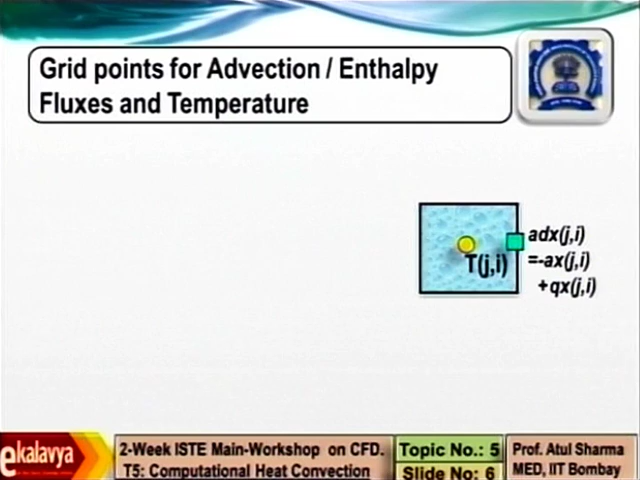 Grid points for Advection / Enthalpy
Fluxes and Temperature
adx(j,i)
T(j,i)
=-ax(j,i)
+qx(j,i)
ekalavya
2-Week ISTE Main-Workshop on CFD.
T5: Computational Heat Convection
Topic No.: 5
Slide No: 6
Prof. Atul Sharma
MED, IIT Bombay